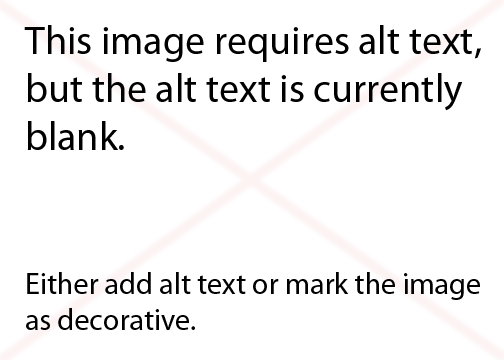 This image requires alt text,
but the alt text is currently
blank.
Either add alt text or mark the image
as decorative.